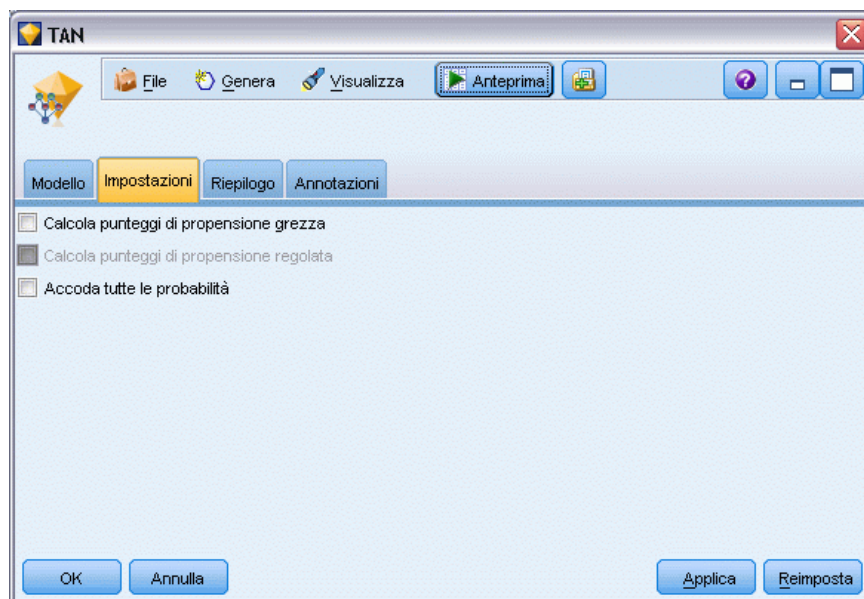 TAN
File Genera Visualizza Anteprima
Modello Impostazioni Riepilogo Annotazioni
Calcola punteggi di propensione grezza
Calcola punteggi di propensione regolata
Accoda tutte le probabilità
OK Annulla Applica Reimposta